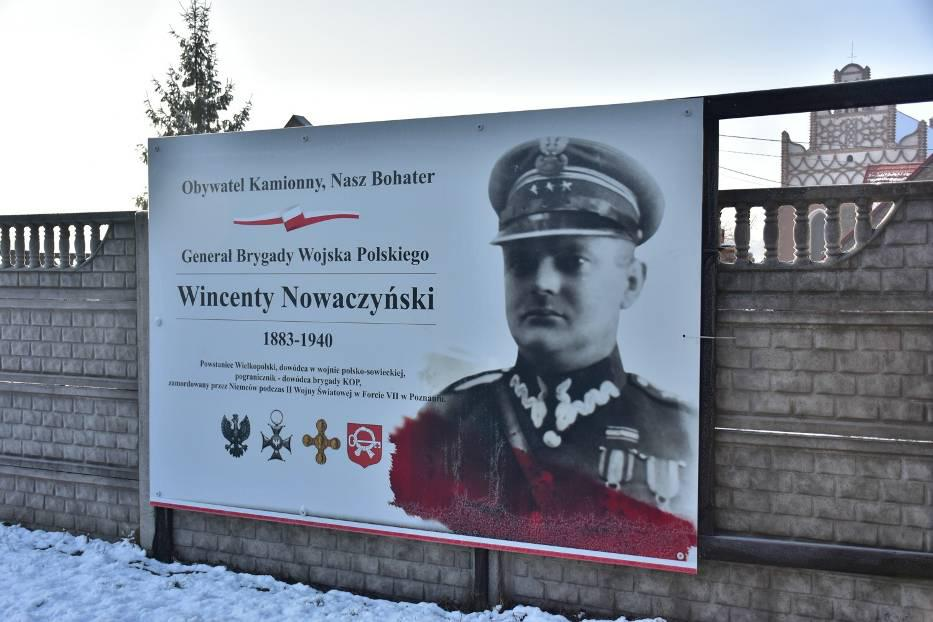 Obywatel Kamionny, Nasz Bohater
Generał Brygady Wojska Polskiego
Wincenty Nowaczyński
1883-1940
Powstaniec Wielkopolski, dowódca w wojnie polsko-sowieckiej,
pogranicznik - dowódca brygady KOP,
zamordowany przez Niemców podczas II Wojny Światowej w Forcie VII w Poznaniu.